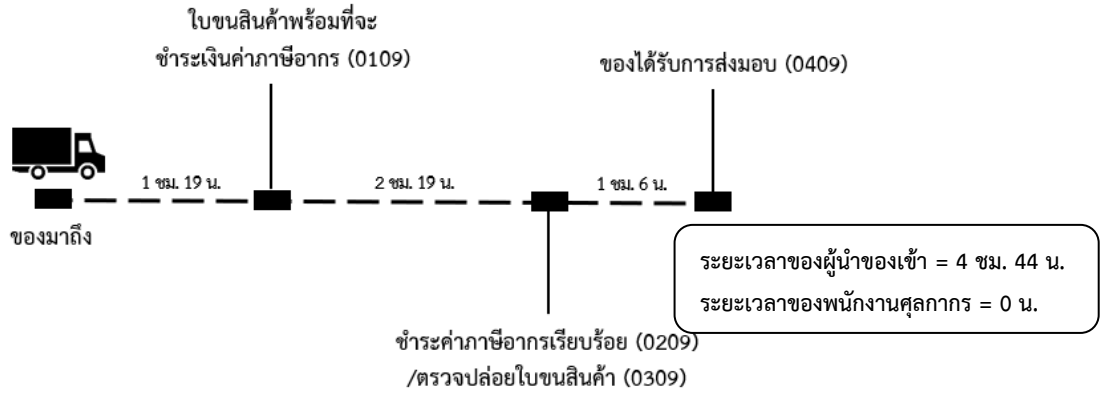 ใบขนสินค้าพร้อมที่จะ
ชำระเงินค่าภาษีอากร (0109)
ของได้รับการส่งมอบ (0409)
1 ชม. 19 น.
2 ชม. 19 น.
1 ชม. 6 น.
ของมาถึง
ระยะเวลาของผู้นำของเข้า = 4 ชม. 44 น.
ระยะเวลาของพนักงานศุลกากร = 0 น.
ชำระค่าภาษีอากรเรียบร้อย (0209)
/ตรวจปล่อยใบขนสินค้า (0309)